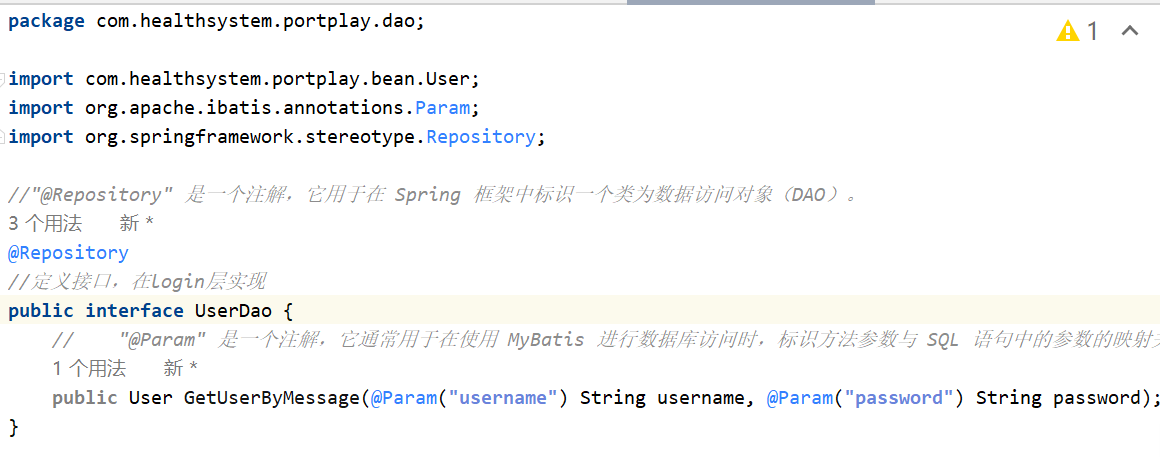 package com.healthsystem.portplay.dao;
1
import com.healthsystem.portplay.bean.User;
import org.apache.ibatis.annotations.Param;
import org.springframework.stereotype.Repository;
//"@Repository" 是一个注解，它用于在 Spring 框架中标识一个类为数据访问对象（DAO）。
3 个用法 新 *
@Repository
//定义接口，在Login层实现
public interface UserDao {
// "@Param" 是一个注解，它通常用于在使用 MyBatis 进行数据库访问时，标识方法参数与 SQL 语句中的参数的映射
1 个用法 新 *
public User GetUserByMessage(@Param("username") String username, @Param("password") String password);
}